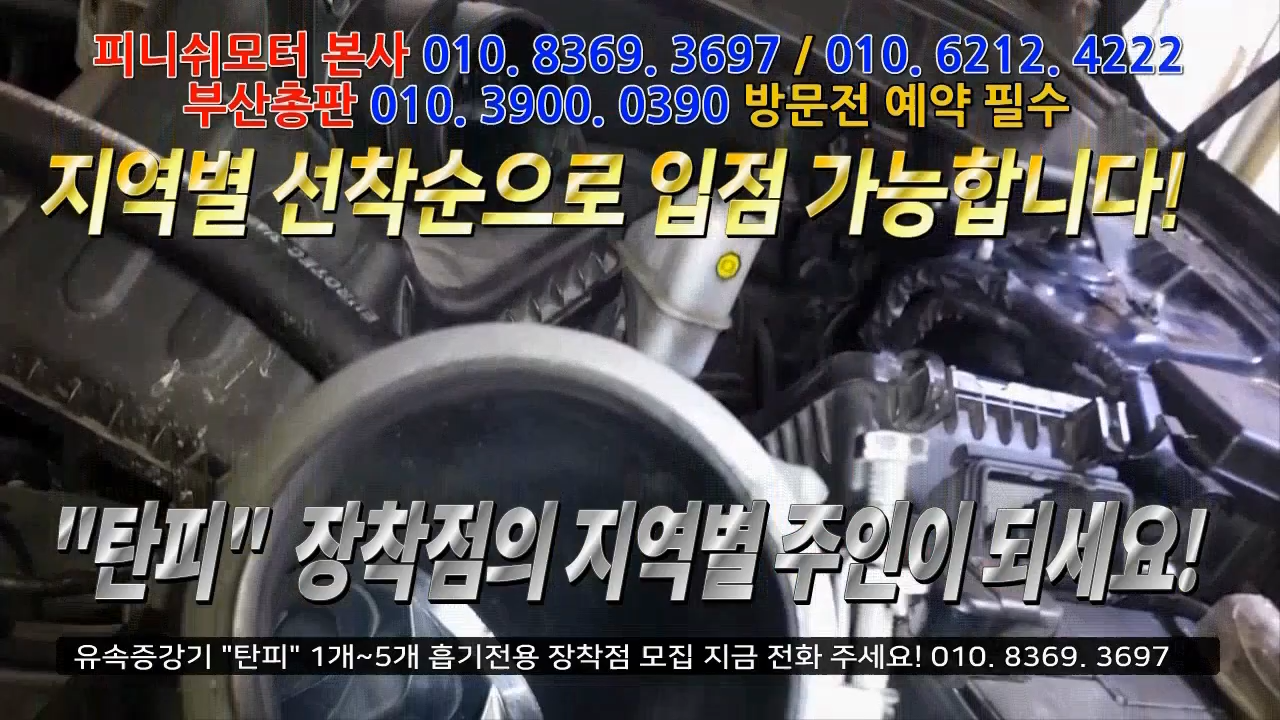 피니쉬모터 본사 010. 8369. 3697 / 010. 6212. 4222
부산총판 010. 3900. 0390 방문전 예약 필수
지역별 선착순으로 입점 가능합니다!
"탄피" 장착점의 지역별 주인이 되세요!
유속증강기 "탄피" 1개~5개 흡기전용 장착점 모집 지금 전화 주세요! 010. 8369. 3697